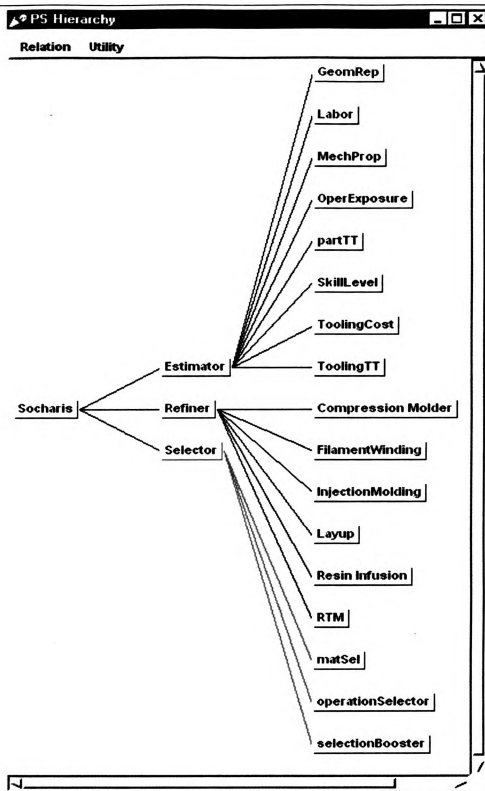 PS Hierarchy
Relation Utility
GeomRep
Labor
MechProp
OperExposure
partTT
SkillLevel
ToolingCost
Estimator
ToolingTT
Socharis
Refiner
Compression Molder
Selector
FilamentWinding
InjectionMolding
Layup
Resin Infusion
RTM
matSel
operationSelector
selectionBooster